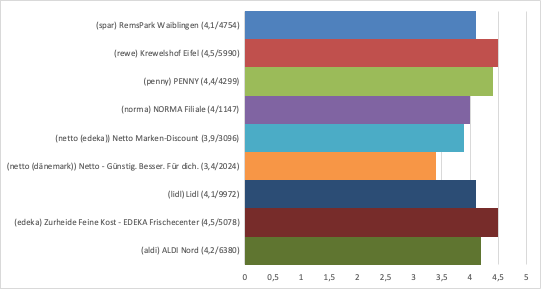 (spar) RemsPark Waiblingen (4,1/4754)
(rewe) Krewelshof Eifel (4,5/5990)
(penny) PENNY (4,4/4299)
(norma) NORMA Filiale (4/1147)
(netto (edeka)) Netto Marken-Discount (3,9/3096)
(netto (dänemark)) Netto - Günstig. Besser. Für dich. (3,4/2024)
(lidl) Lidl (4,1/9972)
(edeka) Zurheide Feine Kost - EDEKA Frischecenter (4,5/5078)
(aldi) ALDI Nord (4,2/6380)
0 0,5 1 1,5 2 2,5 3 3,5 4 4,5 5